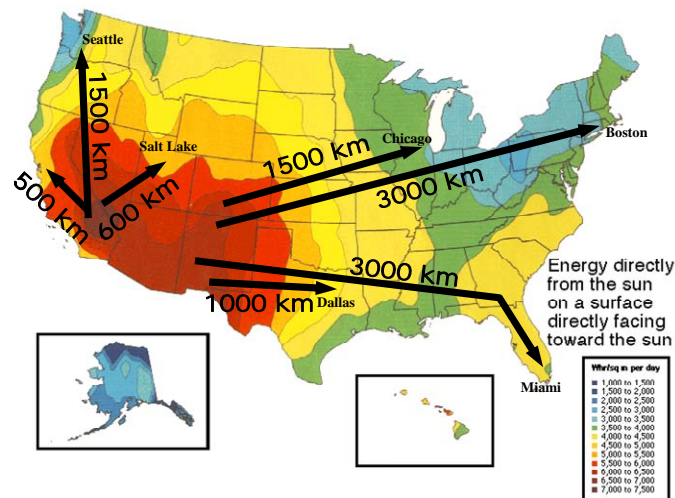 Seattle
1500 km
Salt Lake
500 km
600 km
1500 km
Chicago
3000 km
Boston
3000 km
1000 km
Dallas
Miami
Energy directly
from the sun
on a surface
directly facing
toward the sun
Whr/sq m per day
1,000 to 1,500
1,500 to 2,000
2,000 to 2,500
2,500 to 3,000
3,000 to 3,500
3,500 to 4,000
4,000 to 4,500
4,500 to 5,000
5,000 to 5,500
5,500 to 6,000
6,000 to 6,500
6,500 to 7,000
7,000 to 7,500